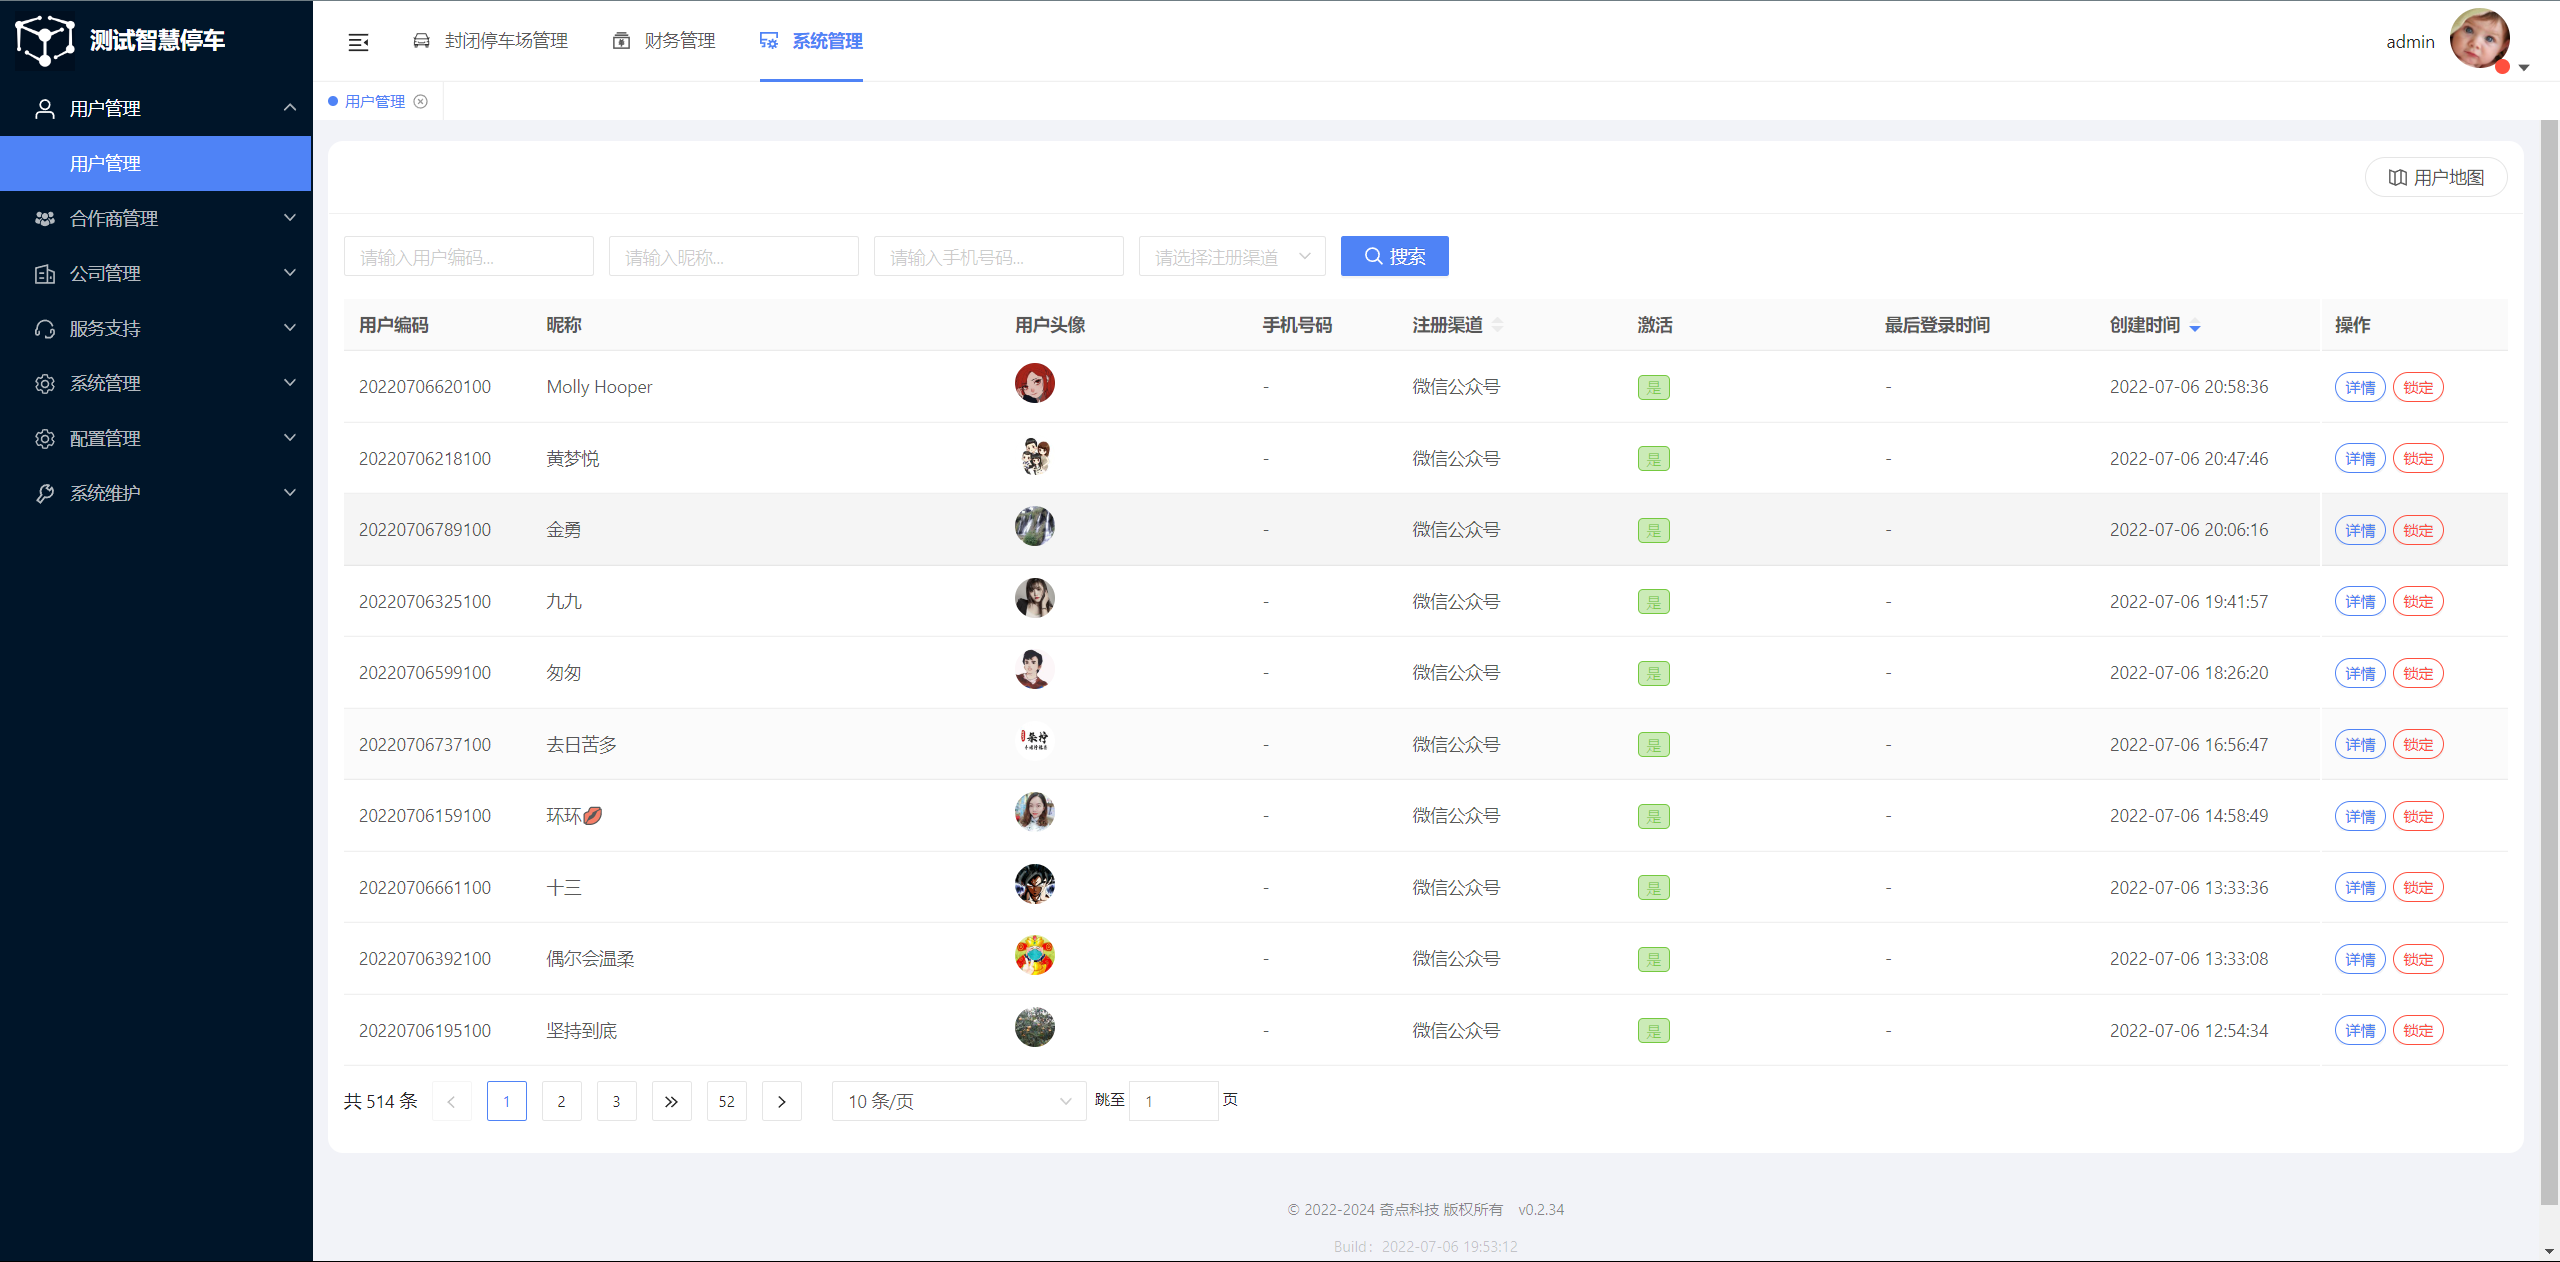 测试智慧停车
封闭停车场管理 财务管理 系统管理 admin
用户管理
用户管理
用户管理
合作商管理
公司管理
服务支持
系统管理
配置管理
系统维护
用户地图
请输入用户编码... 请输入昵称... 请输入手机号码... 请选择注册渠道 搜索
用户编码 昵称 用户头像 手机号码 注册渠道 激活 最后登录时间 创建时间 操作
20220706620100 Molly Hooper - 微信公众号 是 - 2022-07-06 20:58:36 详情 锁定
20220706218100 黄梦悦 - 微信公众号 是 - 2022-07-06 20:47:46 详情 锁定
20220706789100 金勇 - 微信公众号 是 - 2022-07-06 20:06:16 详情 锁定
20220706325100 九九 - 微信公众号 是 - 2022-07-06 19:41:57 详情 锁定
20220706599100 匆匆 - 微信公众号 是 - 2022-07-06 18:26:20 详情 锁定
20220706737100 去日苦多 - 微信公众号 是 - 2022-07-06 16:56:47 详情 锁定
20220706159100 环环💋 - 微信公众号 是 - 2022-07-06 14:58:49 详情 锁定
20220706661100 十三 - 微信公众号 是 - 2022-07-06 13:33:36 详情 锁定
20220706392100 偶尔会温柔 - 微信公众号 是 - 2022-07-06 13:33:08 详情 锁定
20220706195100 坚持到底 - 微信公众号 是 - 2022-07-06 12:54:34 详情 锁定
共 514 条 1 2 3 52 10 条/页 跳至 1 页
© 2022-2024 奇点科技 版权所有 v0.2.34
Build：2022-07-06 19:53:12